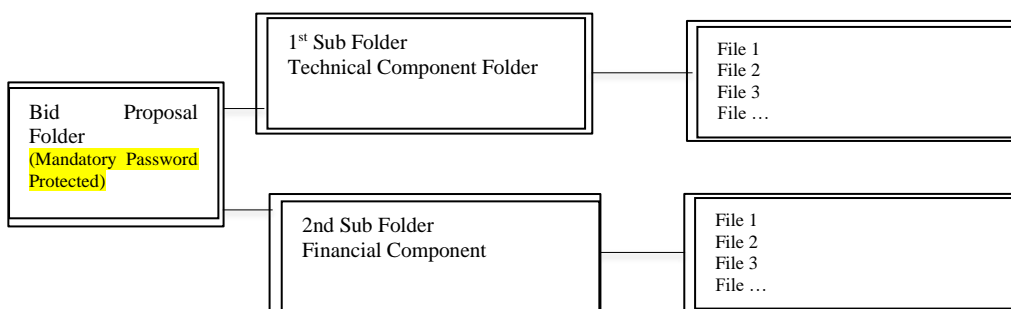 Bid Proposal
Folder
(Mandatory Password
Protected)
1st Sub Folder
Technical Component Folder
File 1
File 2
File 3
File …
2nd Sub Folder
Financial Component
File 1
File 2
File 3
File …